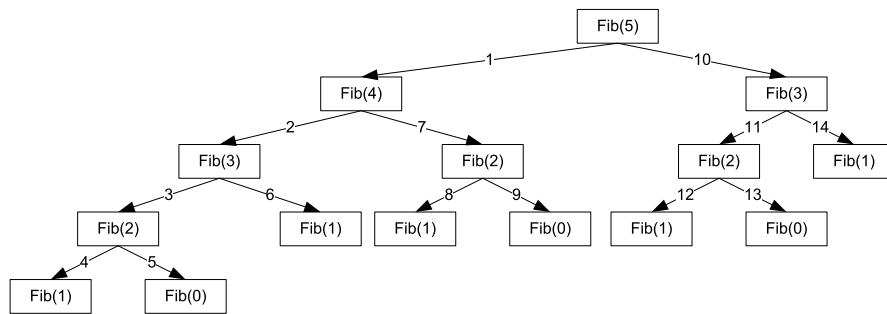 Fib(5)
1 10
Fib(4) Fib(3)
2 7 11 14
Fib(3) Fib(2) Fib(2) Fib(1)
3 6 8 9 12 13
Fib(2) Fib(1) Fib(1) Fib(0) Fib(1) Fib(0)
4 5
Fib(1) Fib(0)